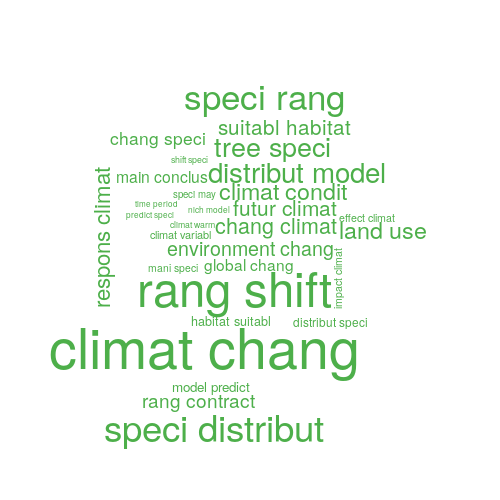 speci rang
suitabl habitat
chang speci
tree speci
shift speci
distribut model
main conclus
respons climat
climat condit
speci may
time period
futur climat
nich model
predict speci
effect climat
chang climat
climat warm
land use
climat variabl
environment chang
global chang
mani speci
impact climat
rang shift
habitat suitabl
distribut speci
climat chang
model predict
rang contract
speci distribut